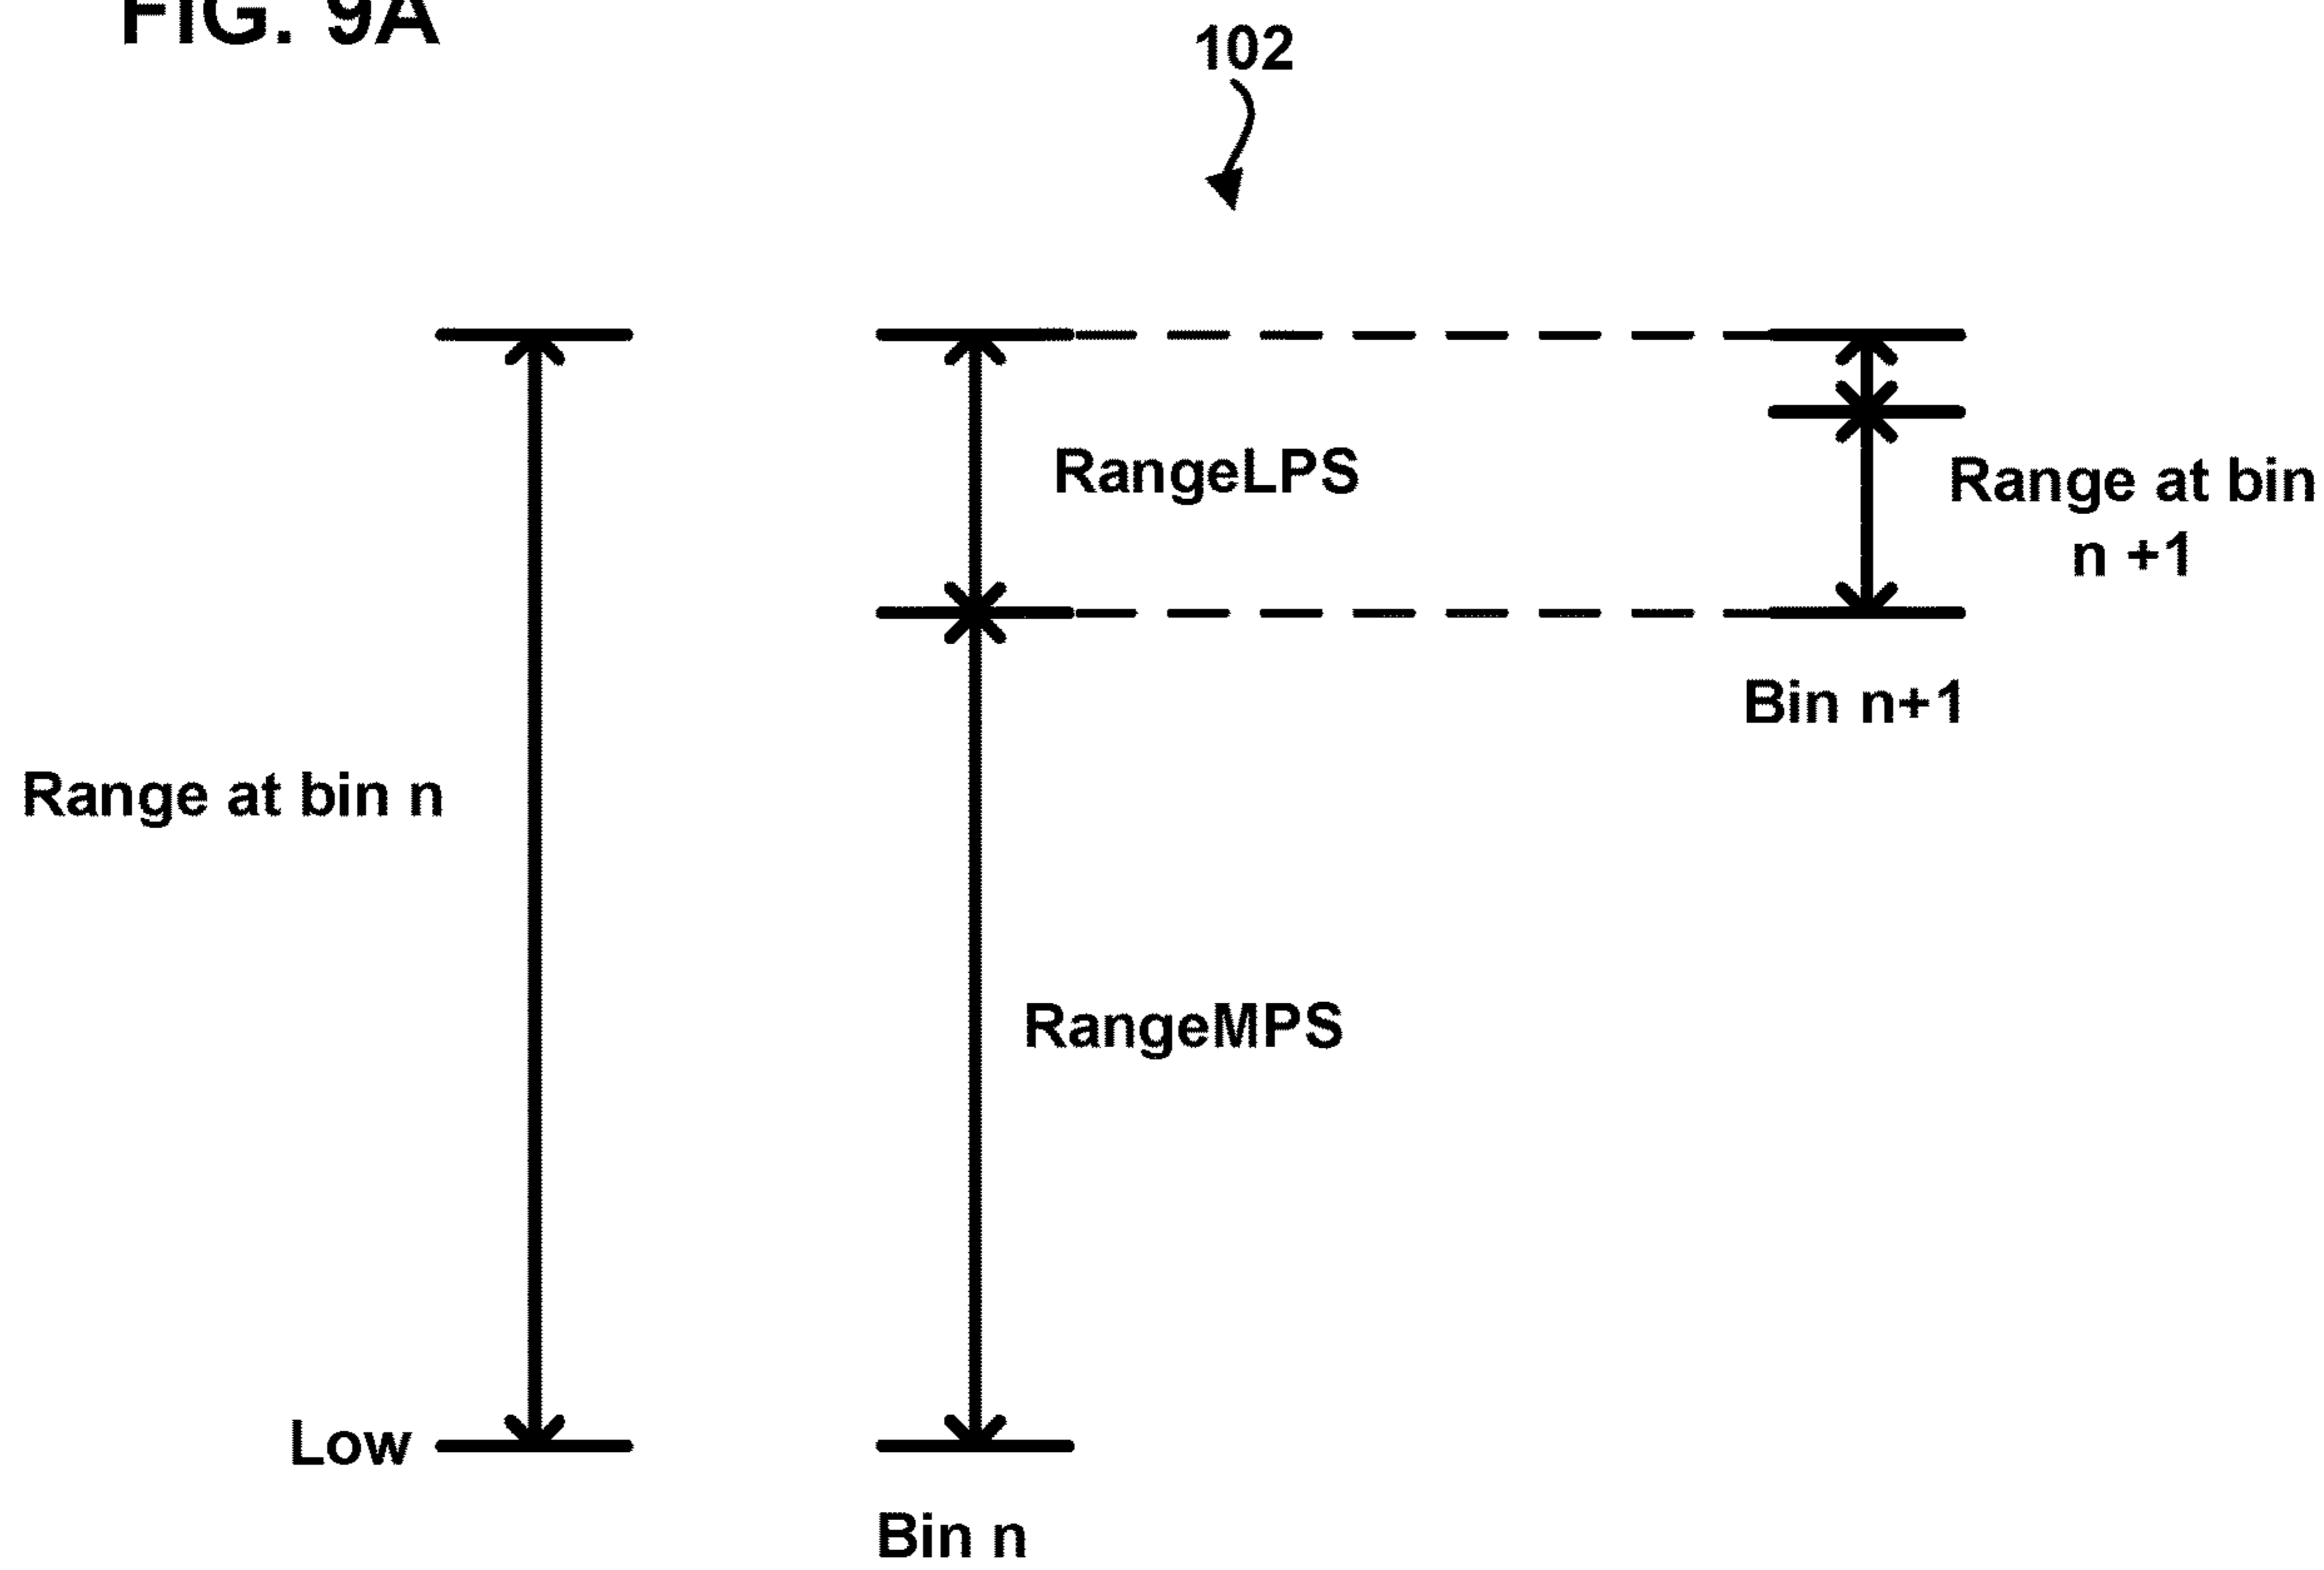 FIG. 9A
102
RangeLPS
Range at bin
n +1
Bin n+1
Range at bin n
RangeMPS
Low
Bin n